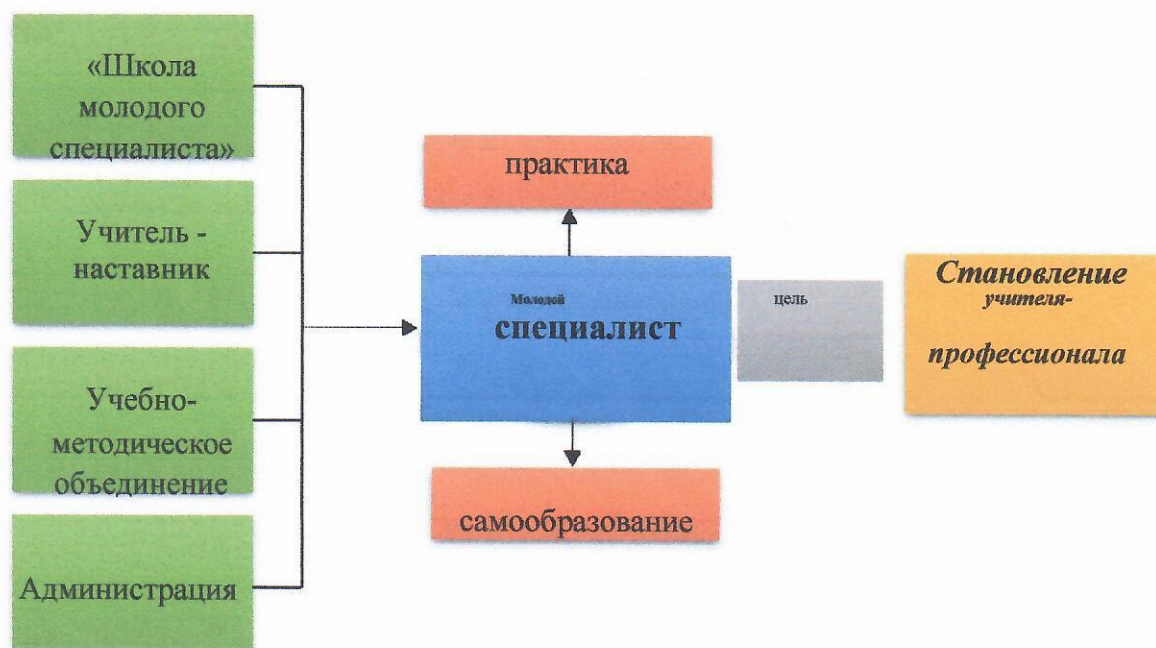 «Школа
молодого
специалиста»
Учитель -
наставник
Учебно-
методическое
объединение
Администрация
практика
Молодой
специалист
самообразование
цель
Становление
учителя-
профессионала